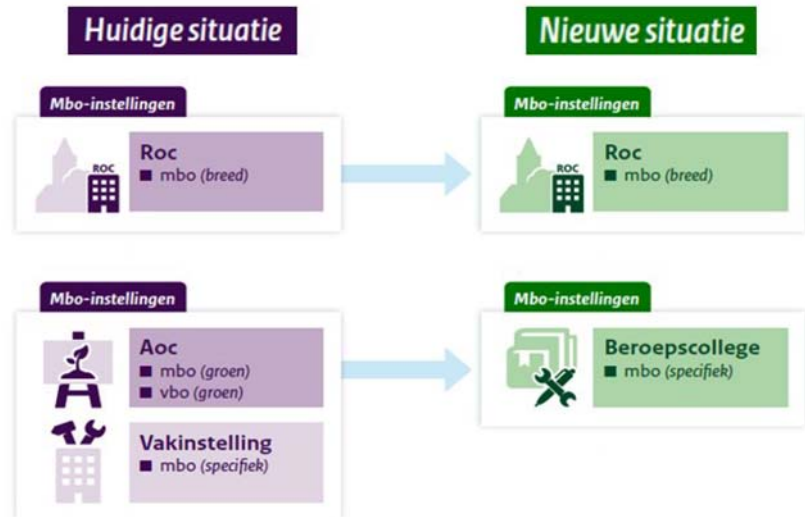 Huidige situatie
Nieuwe situatie
Mbo-instellingen
ROC
Roc
■ mbo (breed)
Mbo-instellingen
ROC
Roc
■ mbo (breed)
Mbo-instellingen
Aoc
■ mbo (groen)
■ vbo (groen)
Vakinstelling
■ mbo (specifiek)
Mbo-instellingen
Beroepscollege
■ mbo (specifiek)